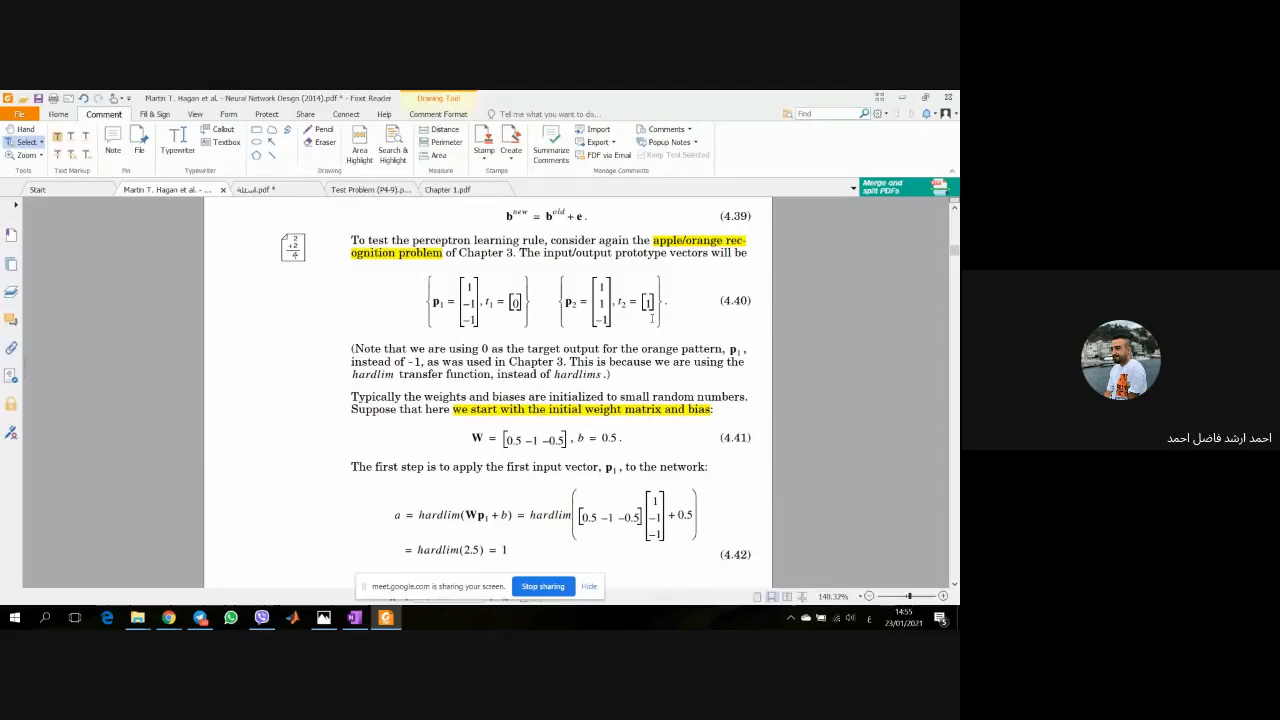 Martin T. Hagan et al. - Neural Network Design (2014).pdf * - Foxit Reader
Drawing Tool
File
Home
Comment
Fill & Sign
View
Form
Protect
Share
Connect
Help
Comment Format
Tell me what you want to do...
Find
Hand
Select
Zoom
Tools
Text Markup
Note
File
Pin
Typewriter
Callout
Textbox
Typewriter
Pencil
Eraser
Drawing
Area Highlight
Search & Highlight
Distance
Perimeter
Area
Measure
Stamp
Create
Stamps
Summarize Comments
Import
Export
FDF via Email
Comments
Popup Notes
Keep Tool Selected
Manage Comments
Start
Martin T. Hagan et al. - ...
اسئلة.pdf *
Test Problem (P4-9).p...
Chapter 1.pdf
Merge and split PDFs
b^new = b^old + e . (4.39)
2
+2
4
To test the perceptron learning rule, consider again the apple/orange rec-
ognition problem of Chapter 3. The input/output prototype vectors will be
{p₁ = [1 −1 −1], t₁ = [0]} {p₂ = [1 1 −1], t₂ = [1]}. (4.40)
(Note that we are using 0 as the target output for the orange pattern, p₁ ,
instead of -1, as was used in Chapter 3. This is because we are using the
hardlim transfer function, instead of hardlims .)
Typically the weights and biases are initialized to small random numbers.
Suppose that here we start with the initial weight matrix and bias:
W = [0.5 −1 −0.5] , b = 0.5 . (4.41)
The first step is to apply the first input vector, p₁ , to the network:
a = hardlim(Wp₁ + b) = hardlim([0.5 −1 −0.5] [1 −1 −1] + 0.5)
= hardlim(2.5) = 1 (4.42)
meet.google.com is sharing your screen.
Stop sharing
Hide
140.32%
14:55
23/01/2021
ع
5
احمد ارشد فاضل احمد